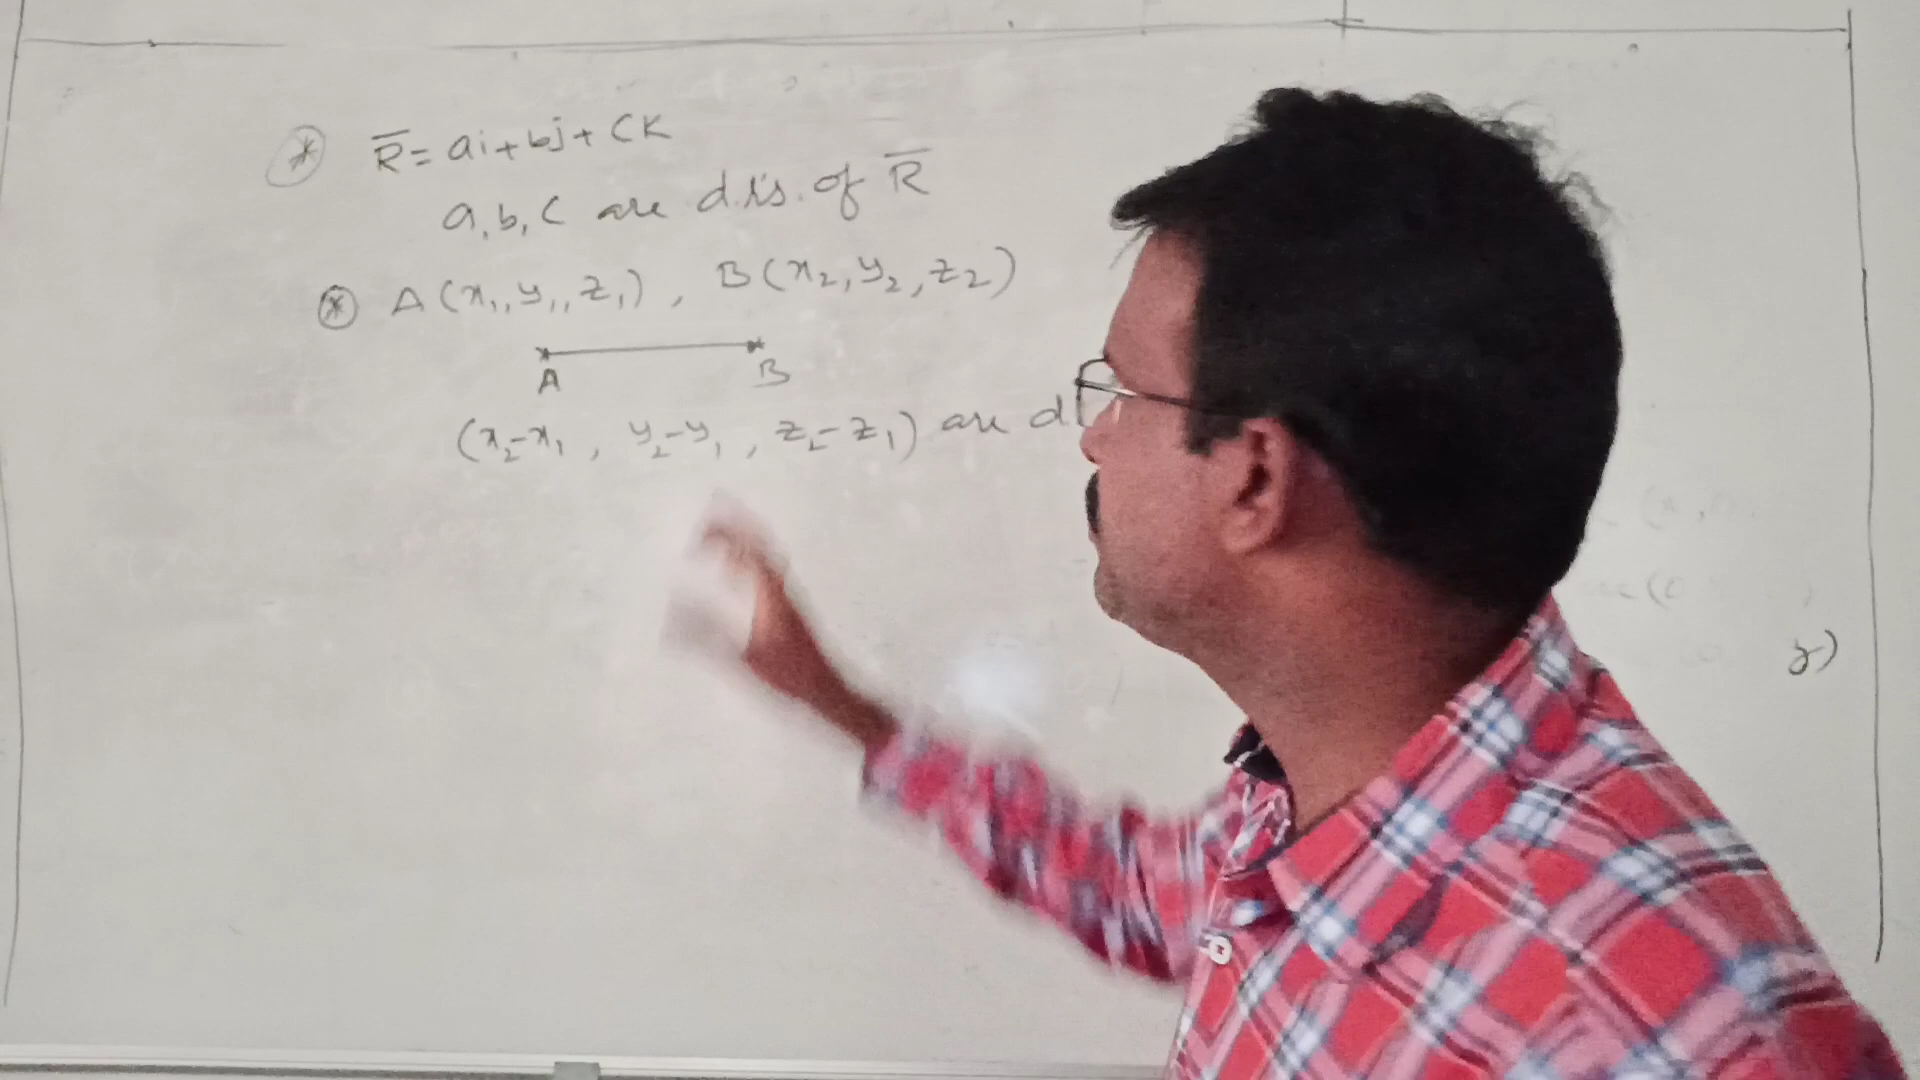 ⊛ R̅ = ai + bj + CK
a, b, c are d.r's. of R̅
⊛ A (x₁, y₁, z₁) , B (x₂, y₂, z₂)
A B
(x₂-x₁ , y₂-y₁ , z₂-z₁) are d
γ)